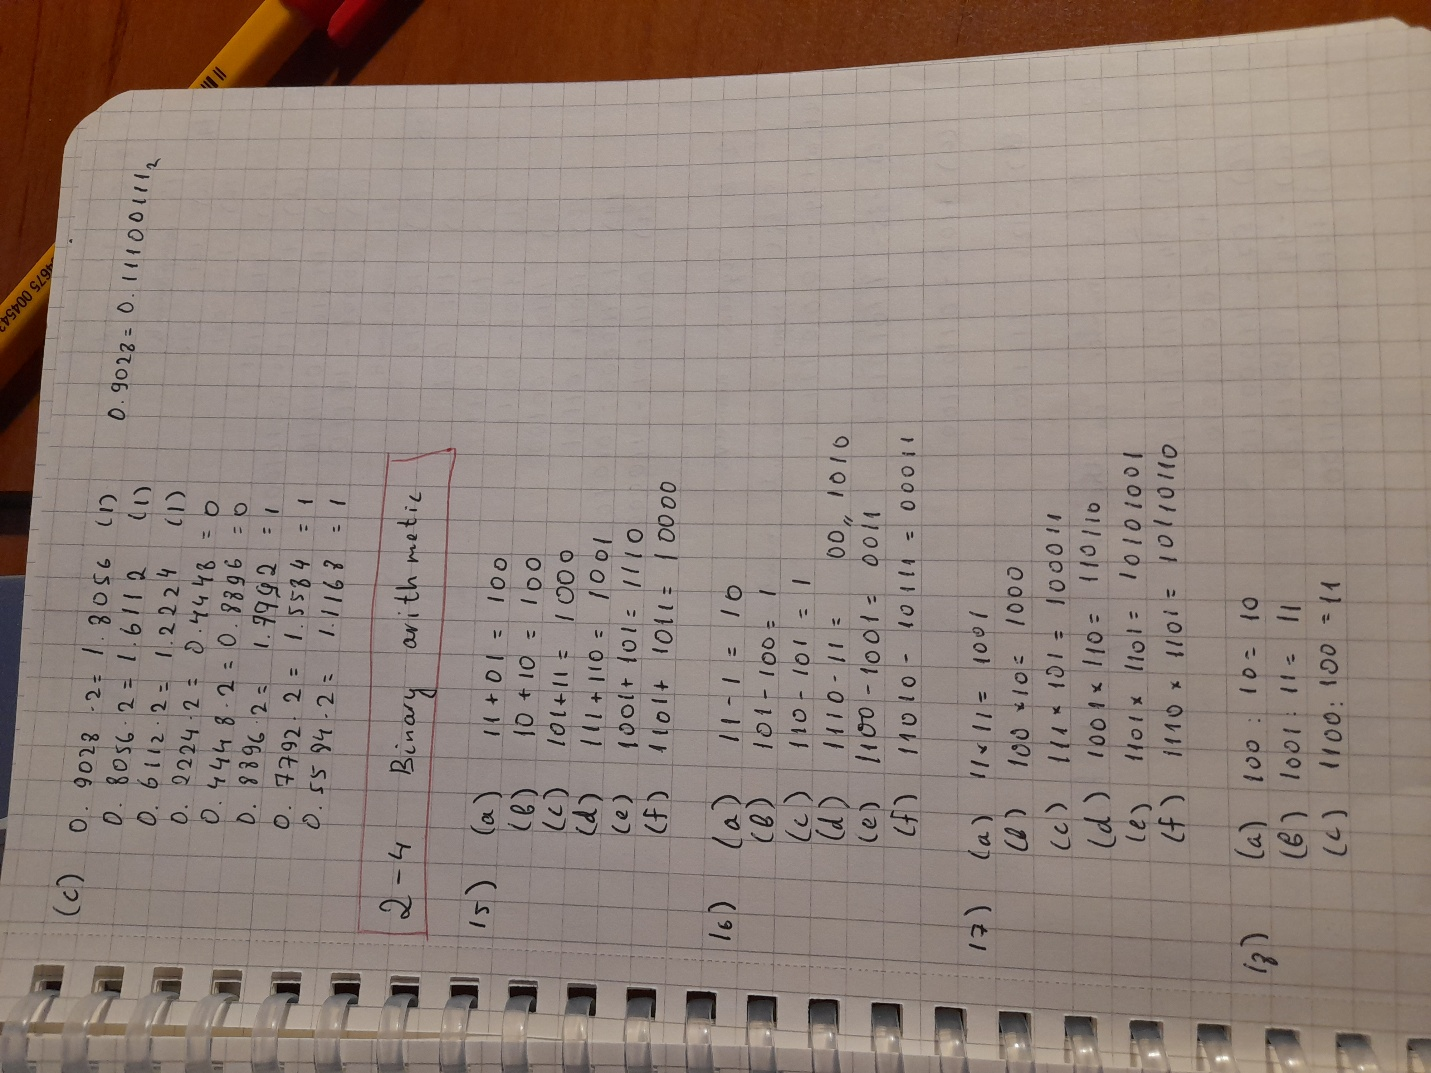 (c)
0.9028 · 2 = 1.8056 (1)
0.8056 · 2 = 1.6112 (1)
0.6112 · 2 = 1.2224 (1)
0.2224 · 2 = 0.4448 = 0
0.4448 · 2 = 0.8896 = 0
0.8896 · 2 = 1.7792 = 1
0.7792 · 2 = 1.5584 = 1
0.5584 · 2 = 1.1168 = 1
0.9028 = 0.11100111₂
2-4 Binary arithmetic
15) (a) 11 + 01 = 100
(b) 10 + 10 = 100
(c) 101 + 11 = 1000
(d) 111 + 110 = 1001
(e) 1001 + 101 = 1110
(f) 1101 + 1011 = 10000
16) (a) 11 - 1 = 10
(b) 101 - 100 = 1
(c) 110 - 101 = 1
(d) 1110 - 11 = 00,, 1010
(e) 1100 - 1001 = 0011
(f) 11010 - 10111 = 00011
17) (a) 11 × 11 = 1001
(b) 100 × 10 = 1000
(c) 111 × 101 = 100011
(d) 1001 × 110 = 110110
(e) 1101 × 1101 = 10101001
(f) 1110 × 1101 = 10110110
18) (a) 100 : 10 = 10
(b) 1001 : 11 = 11
(c) 1100 : 100 = 11